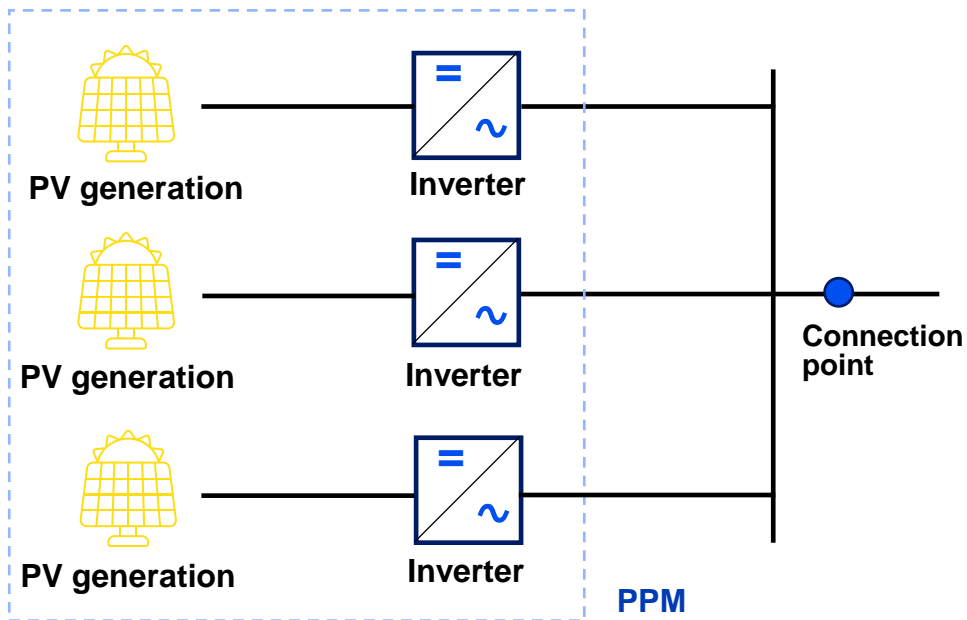 PV generation
Inverter
PV generation
Inverter
Connection
point
PV generation
Inverter
PPM